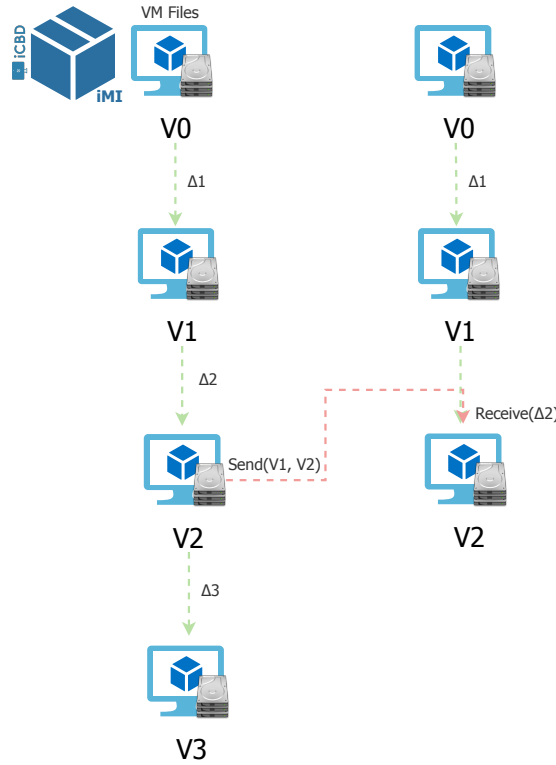 VM Files
iCBD
iMI
V0
V0
Δ1
Δ1
V1
V1
Δ2
Receive(Δ2)
Send(V1, V2)
V2
V2
Δ3
V3